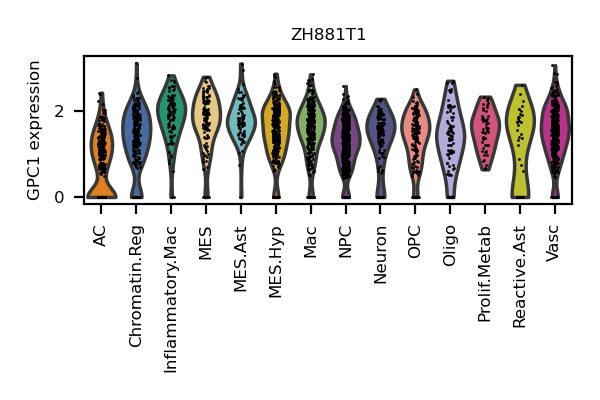 ZH881T1
GPC1 expression
2
0
AC
Chromatin.Reg
Inflammatory.Mac
MES
MES.Ast
MES.Hyp
Mac
NPC
Neuron
OPC
Oligo
Prolif.Metab
Reactive.Ast
Vasc